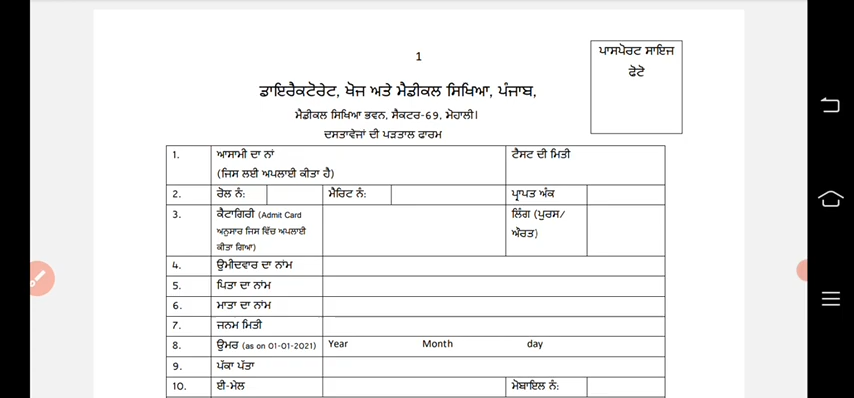 1
ਪਾਸਪੋਰਟ ਸਾਇਜ
ਫੋਟੋ
ਡਾਇਰੈਕਟੋਰੇਟ, ਖੋਜ ਅਤੇ ਮੈਡੀਕਲ ਸਿਖਿਆ, ਪੰਜਾਬ,
ਮੈਡੀਕਲ ਸਿਖਿਆ ਭਵਨ, ਸੈਕਟਰ-69, ਮੋਹਾਲੀ।
ਦਸਤਾਵੇਜਾਂ ਦੀ ਪੜਤਾਲ ਫਾਰਮ
1. ਆਸਾਮੀ ਦਾ ਨਾਂ ਟੈਸਟ ਦੀ ਮਿਤੀ
(ਜਿਸ ਲਈ ਅਪਲਾਈ ਕੀਤਾ ਹੈ)
2. ਰੋਲ ਨੰ: ਮੈਰਿਟ ਨੰ: ਪ੍ਰਾਪਤ ਅੰਕ
3. ਕੈਟਾਗਿਰੀ (Admit Card ਲਿੰਗ (ਪੁਰਸ/
ਅਨੁਸਾਰ ਜਿਸ ਵਿੱਚ ਅਪਲਾਈ ਔਰਤ)
ਕੀਤਾ ਗਿਆ)
4. ਉਮੀਦਵਾਰ ਦਾ ਨਾਂਮ
5. ਪਿਤਾ ਦਾ ਨਾਂਮ
6. ਮਾਤਾ ਦਾ ਨਾਂਮ
7. ਜਨਮ ਮਿਤੀ
8. ਉਮਰ (as on 01-01-2021) Year Month day
9. ਪੱਕਾ ਪੱਤਾ
10. ਈ-ਮੇਲ ਮੋਬਾਇਲ ਨੰ: